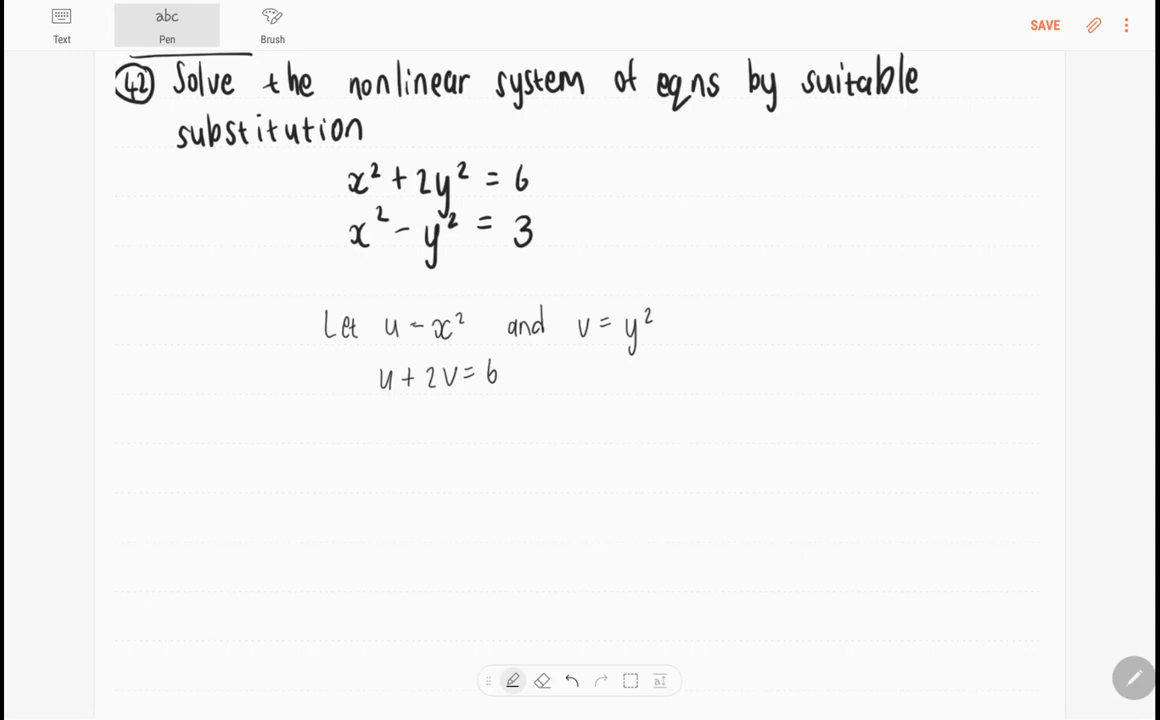 abc
SAVE
Text
Pen
Brush
42 Solve the nonlinear system of eqns by suitable
substitution
x² + 2y² = 6
x² - y² = 3
Let u - x² and v = y²
u + 2v = 6